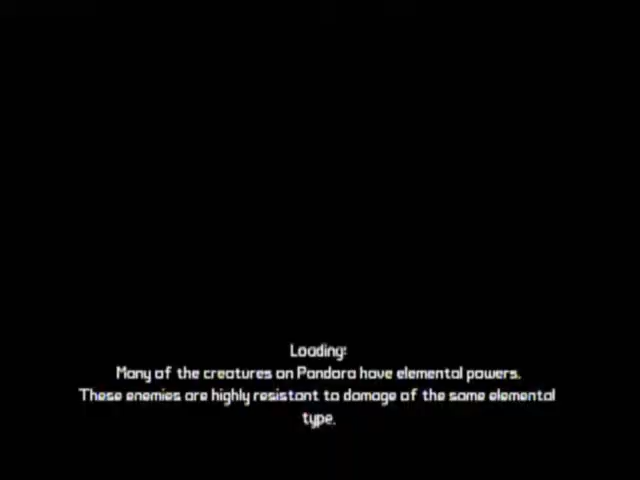 Loading:
Many of the creatures on Pandora have elemental powers.
These enemies are highly resistant to damage of the same elemental
type.